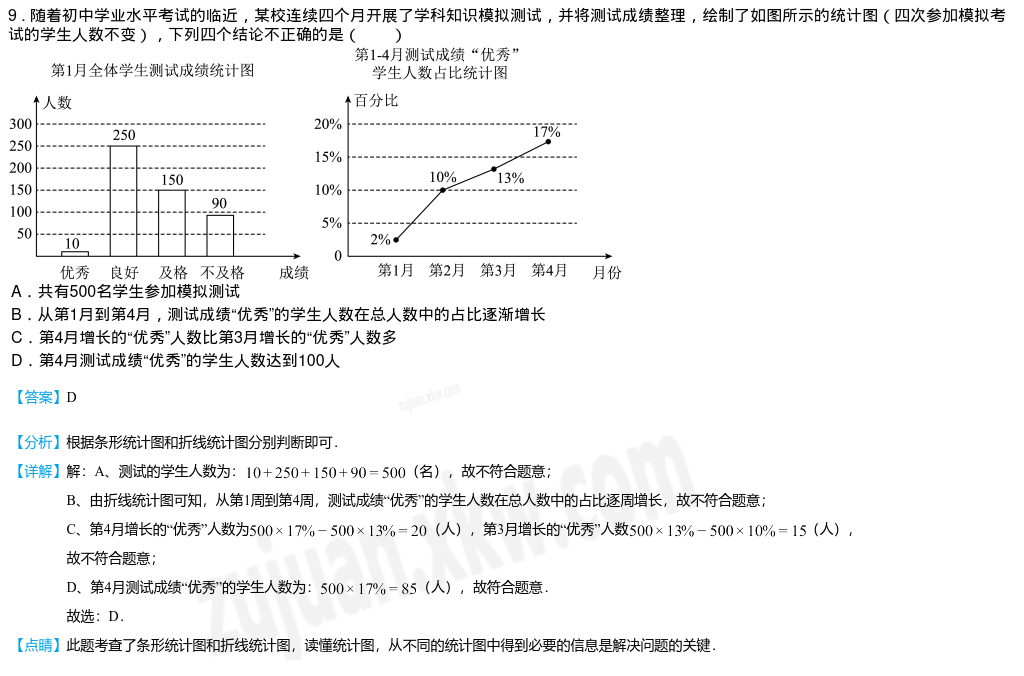 9．随着初中学业水平考试的临近，某校连续四个月开展了学科知识模拟测试，并将测试成绩整理，绘制了如图所示的统计图（四次参加模拟考
试的学生人数不变），下列四个结论不正确的是（　　）
第1月全体学生测试成绩统计图
人数
300
250
200
150
100
50
10
250
150
90
优秀 良好 及格 不及格 成绩
第1-4月测试成绩“优秀”
学生人数占比统计图
百分比
20%
15%
10%
5%
0
2%
10%
13%
17%
第1月 第2月 第3月 第4月 月份
A．共有500名学生参加模拟测试
B．从第1月到第4月，测试成绩“优秀”的学生人数在总人数中的占比逐渐增长
C．第4月增长的“优秀”人数比第3月增长的“优秀”人数多
D．第4月测试成绩“优秀”的学生人数达到100人
【答案】D
【分析】根据条形统计图和折线统计图分别判断即可．
【详解】解：A、测试的学生人数为：10+250+150+90=500（名），故不符合题意；
B、由折线统计图可知，从第1周到第4周，测试成绩“优秀”的学生人数在总人数中的占比逐周增长，故不符合题意；
C、第4月增长的“优秀”人数为500×17%−500×13%=20（人），第3月增长的“优秀”人数500×13%−500×10%=15（人），
故不符合题意；
D、第4月测试成绩“优秀”的学生人数为：500×17%=85（人），故符合题意．
故选：D．
【点睛】此题考查了条形统计图和折线统计图，读懂统计图，从不同的统计图中得到必要的信息是解决问题的关键．
zujuan.xkw.com
zujuan.xkw.com